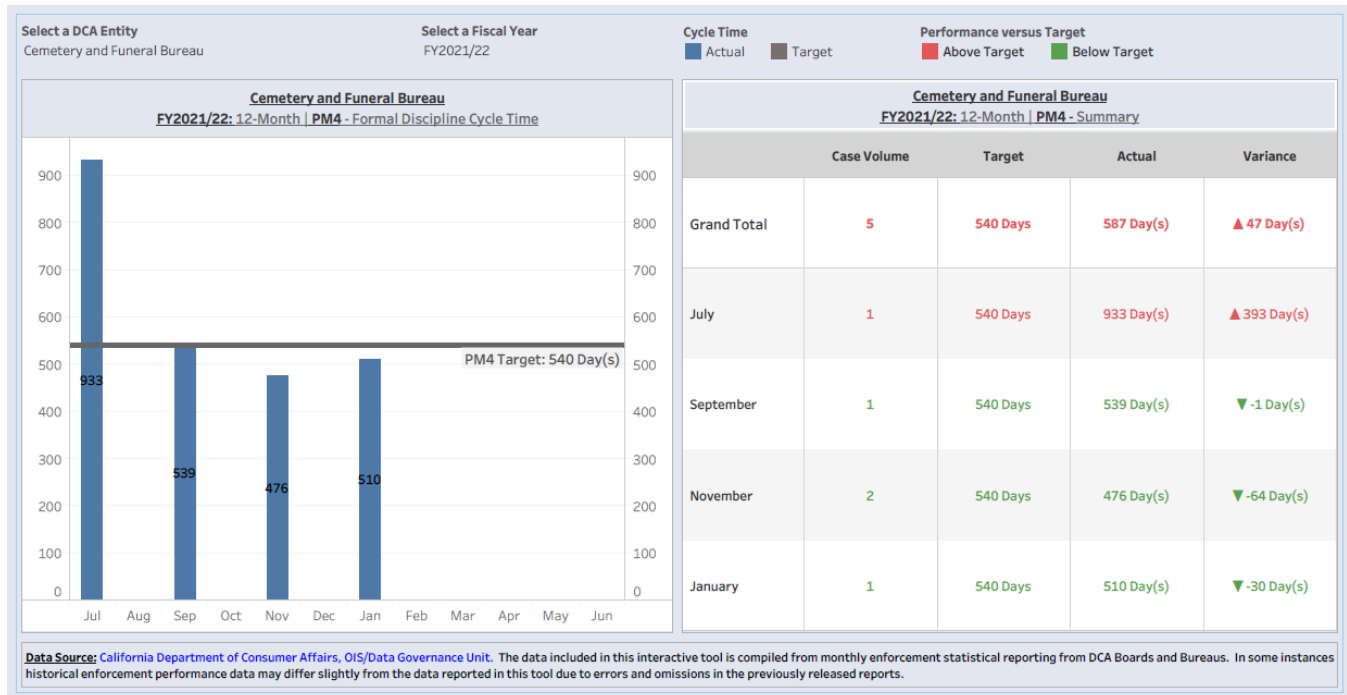 Select a DCA Entity
Cemetery and Funeral Bureau
Select a Fiscal Year
FY2021/22
Cycle Time
Actual Target
Performance versus Target
Above Target Below Target
Cemetery and Funeral Bureau
FY2021/22: 12-Month | PM4 - Formal Discipline Cycle Time
900 900
800 800
700 700
600 600
500 500
400 400
300 300
200 200
100 100
0 0
PM4 Target: 540 Day(s)
933
539
476
510
Jul Aug Sep Oct Nov Dec Jan Feb Mar Apr May Jun
Cemetery and Funeral Bureau
FY2021/22: 12-Month | PM4 - Summary
Case Volume Target Actual Variance
Grand Total 5 540 Days 587 Day(s) ▲ 47 Day(s)
July 1 540 Days 933 Day(s) ▲ 393 Day(s)
September 1 540 Days 539 Day(s) ▼ -1 Day(s)
November 2 540 Days 476 Day(s) ▼ -64 Day(s)
January 1 540 Days 510 Day(s) ▼ -30 Day(s)
Data Source: California Department of Consumer Affairs, OIS/Data Governance Unit. The data included in this interactive tool is compiled from monthly enforcement statistical reporting from DCA Boards and Bureaus. In some instances
historical enforcement performance data may differ slightly from the data reported in this tool due to errors and omissions in the previously released reports.